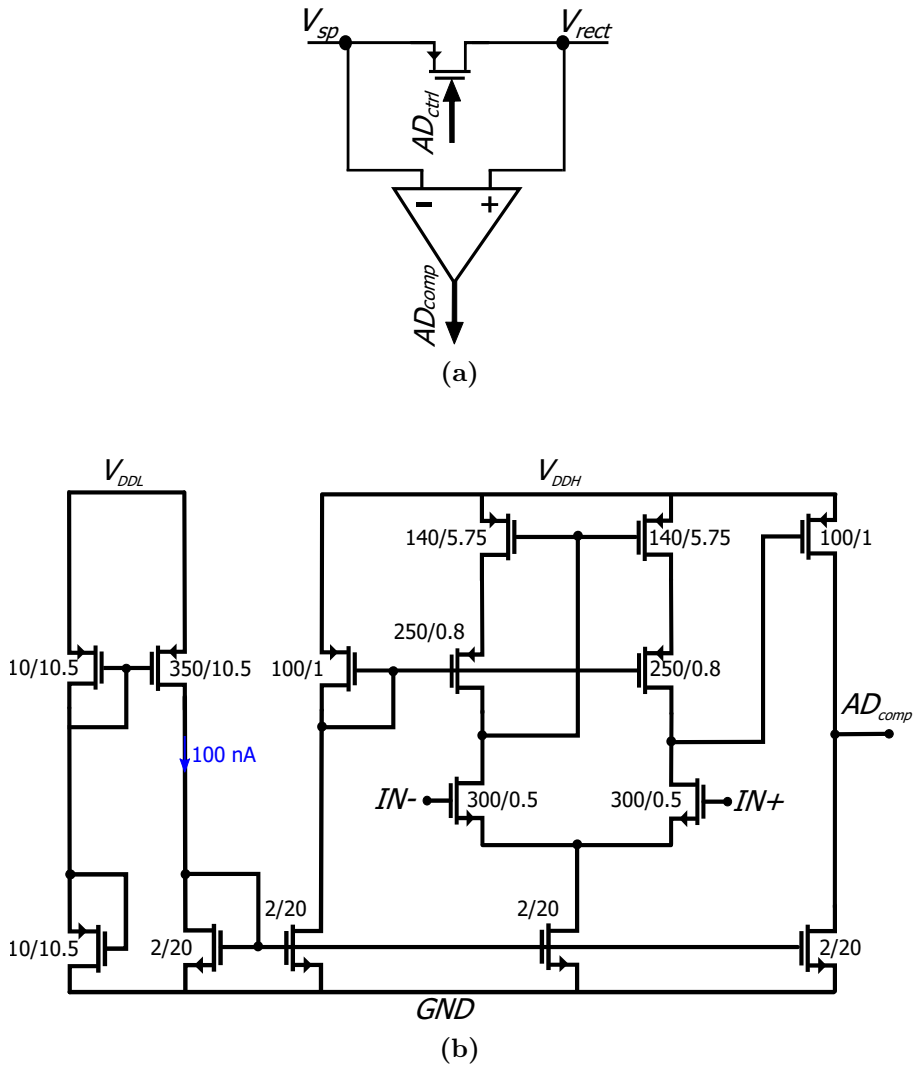 V_sp V_rect
AD_ctrl
- +
AD_comp
(a)
V_DDL V_DDH
140/5.75 140/5.75 100/1
250/0.8
10/10.5 350/10.5 100/1 250/0.8
AD_comp
100 nA
IN- 300/0.5 300/0.5 IN+
2/20 2/20
10/10.5 2/20 2/20
GND
(b)